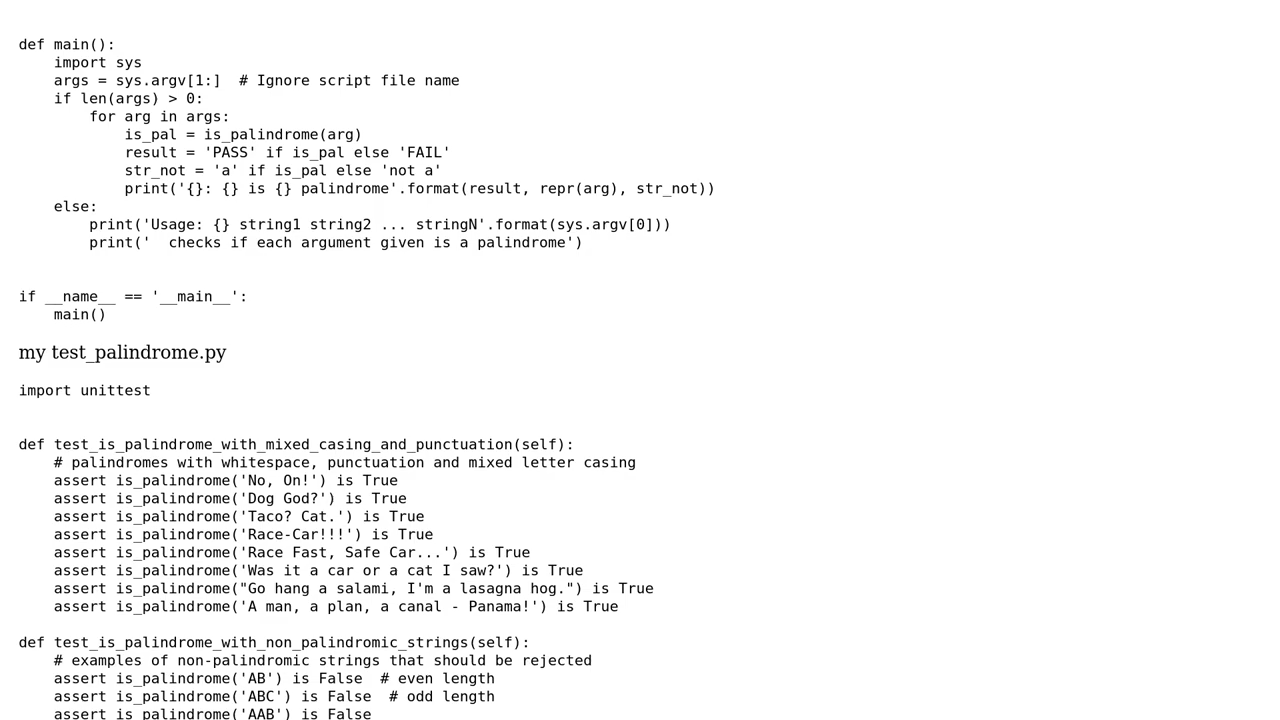 def main():
    import sys
    args = sys.argv[1:]  # Ignore script file name
    if len(args) > 0:
        for arg in args:
            is_pal = is_palindrome(arg)
            result = 'PASS' if is_pal else 'FAIL'
            str_not = 'a' if is_pal else 'not a'
            print('{}: {} is {} palindrome'.format(result, repr(arg), str_not))
    else:
        print('Usage: {} string1 string2 ... stringN'.format(sys.argv[0]))
        print('  checks if each argument given is a palindrome')
if __name__ == '__main__':
    main()
my test_palindrome.py
import unittest
def test_is_palindrome_with_mixed_casing_and_punctuation(self):
    # palindromes with whitespace, punctuation and mixed letter casing
    assert is_palindrome('No, On!') is True
    assert is_palindrome('Dog God?') is True
    assert is_palindrome('Taco? Cat.') is True
    assert is_palindrome('Race-Car!!!') is True
    assert is_palindrome('Race Fast, Safe Car...') is True
    assert is_palindrome('Was it a car or a cat I saw?') is True
    assert is_palindrome("Go hang a salami, I'm a lasagna hog.") is True
    assert is_palindrome('A man, a plan, a canal - Panama!') is True
def test_is_palindrome_with_non_palindromic_strings(self):
    # examples of non-palindromic strings that should be rejected
    assert is_palindrome('AB') is False  # even length
    assert is_palindrome('ABC') is False  # odd length
    assert is_palindrome('AAB') is False